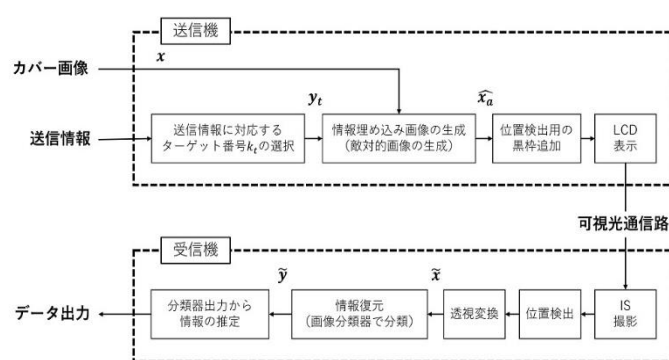 送信機
カバー画像
x
y_t
\widehat{x_a}
送信情報
送信情報に対応する
ターゲット番号k_tの選択
情報埋め込み画像の生成
(敵対的画像の生成)
位置検出用の
黒枠追加
LCD
表示
可視光通信路
受信機
ỹ
x̃
データ出力
分類器出力から
情報の推定
情報復元
(画像分類器で分類)
透視変換
位置検出
IS
撮影